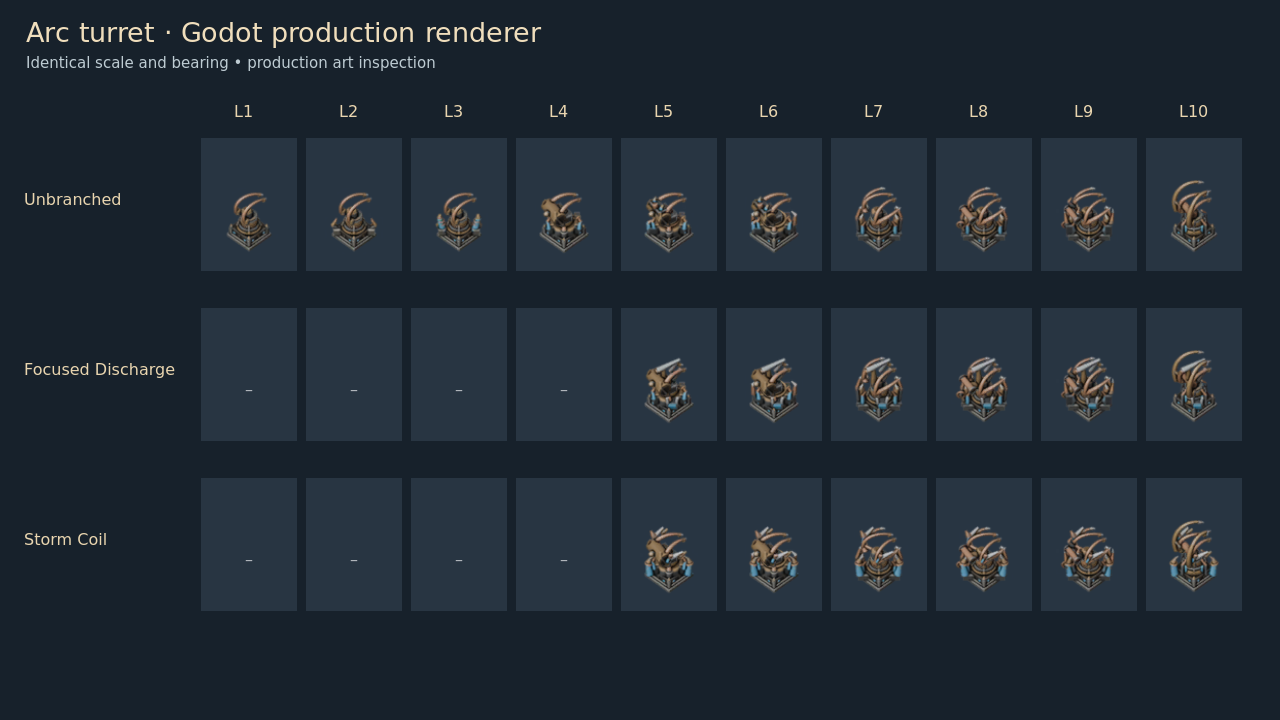 Arc turret · Godot production renderer
Identical scale and bearing • production art inspection
L1 L2 L3 L4 L5 L6 L7 L8 L9 L10
Unbranched
Focused Discharge
– – – –
Storm Coil
– – – –